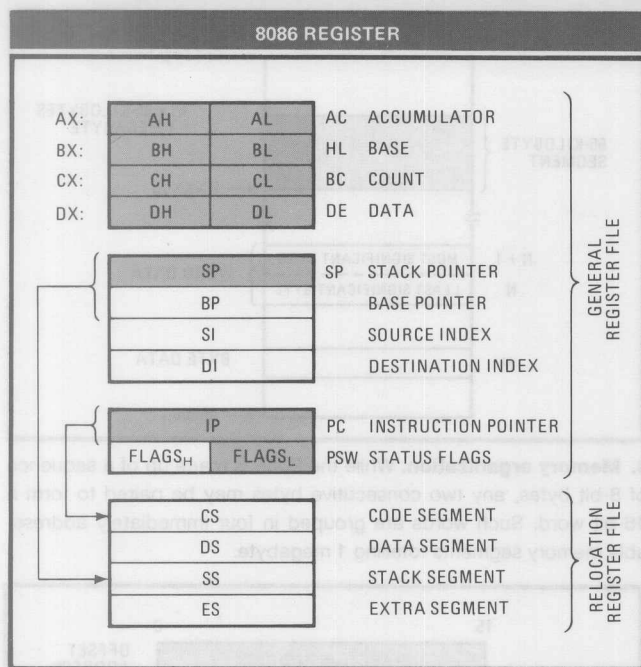 8086 REGISTER
AX: AH AL AC ACCUMULATOR
BX: BH BL HL BASE
CX: CH CL BC COUNT
DX: DH DL DE DATA
SP SP STACK POINTER
BP BASE POINTER
SI SOURCE INDEX
DI DESTINATION INDEX
GENERAL
REGISTER FILE
IP PC INSTRUCTION POINTER
FLAGSH FLAGSL PSW STATUS FLAGS
CS CODE SEGMENT
DS DATA SEGMENT
SS STACK SEGMENT
ES EXTRA SEGMENT
RELOCATION
REGISTER FILE